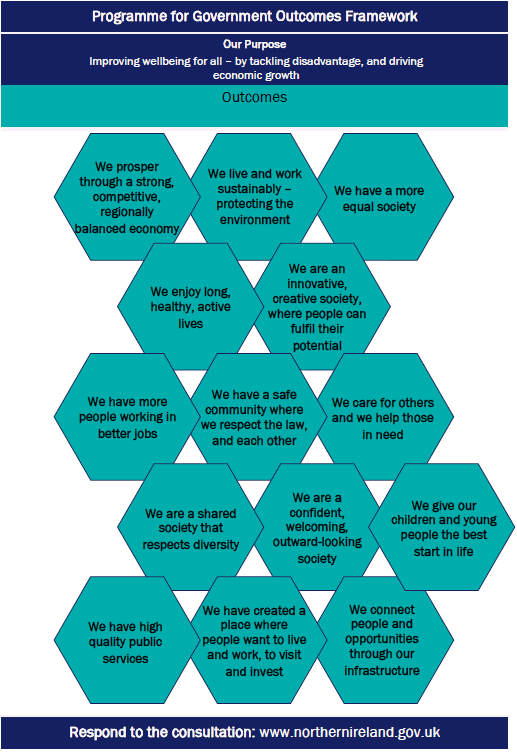 Programme for Government Outcomes Framework
Our Purpose
Improving wellbeing for all – by tackling disadvantage, and driving
economic growth
Outcomes
We prosper
through a strong,
competitive,
regionally
balanced economy
We live and work
sustainably –
protecting the
environment
We have a more
equal society
We enjoy long,
healthy, active
lives
We are an
innovative,
creative society,
where people can
fulfil their
potential
We have more
people working in
better jobs
We have a safe
community where
we respect the law,
and each other
We care for others
and we help those
in need
We are a shared
society that
respects diversity
We are a
confident,
welcoming,
outward-looking
society
We give our
children and young
people the best
start in life
We have high
quality public
services
We have created a
place where
people want to live
and work, to visit
and invest
We connect
people and
opportunities
through our
infrastructure
Respond to the consultation: www.northernireland.gov.uk